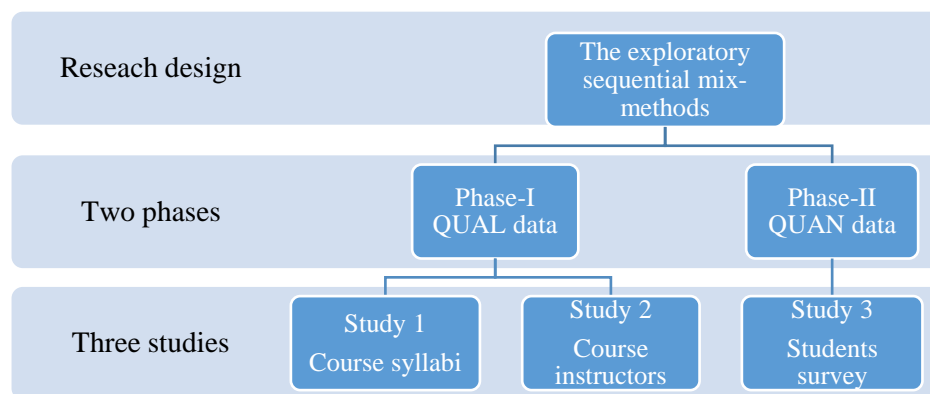 Reseach design
The exploratory
sequential mix-
methods
Two phases
Phase-I
QUAL data
Phase-II
QUAN data
Three studies
Study 1
Course syllabi
Study 2
Course
instructors
Study 3
Students
survey